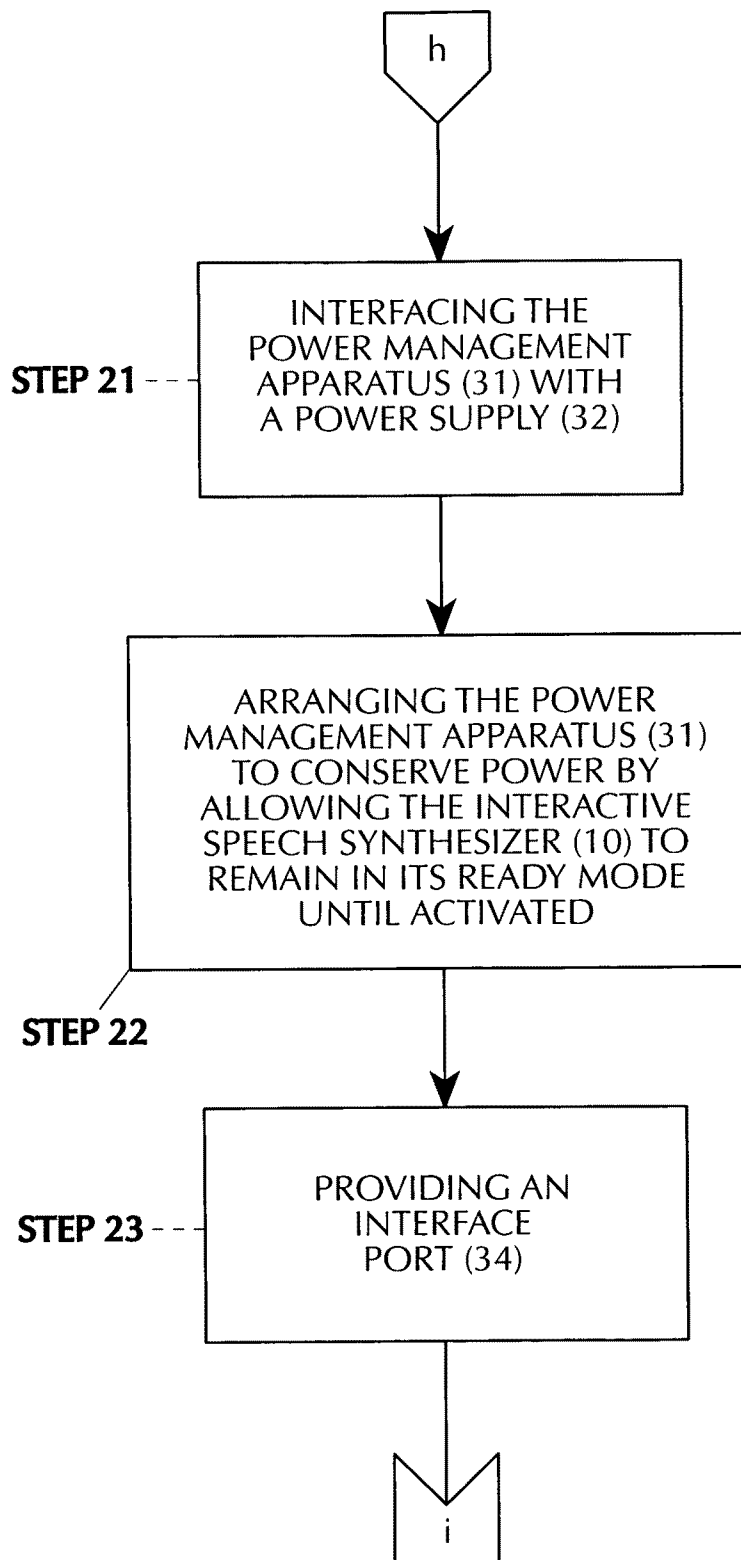 h
INTERFACING THE
POWER MANAGEMENT
APPARATUS (31) WITH
A POWER SUPPLY (32)
STEP 21
ARRANGING THE POWER
MANAGEMENT APPARATUS (31)
TO CONSERVE POWER BY
ALLOWING THE INTERACTIVE
SPEECH SYNTHESIZER (10) TO
REMAIN IN ITS READY MODE
UNTIL ACTIVATED
STEP 22
PROVIDING AN
INTERFACE
PORT (34)
STEP 23
i